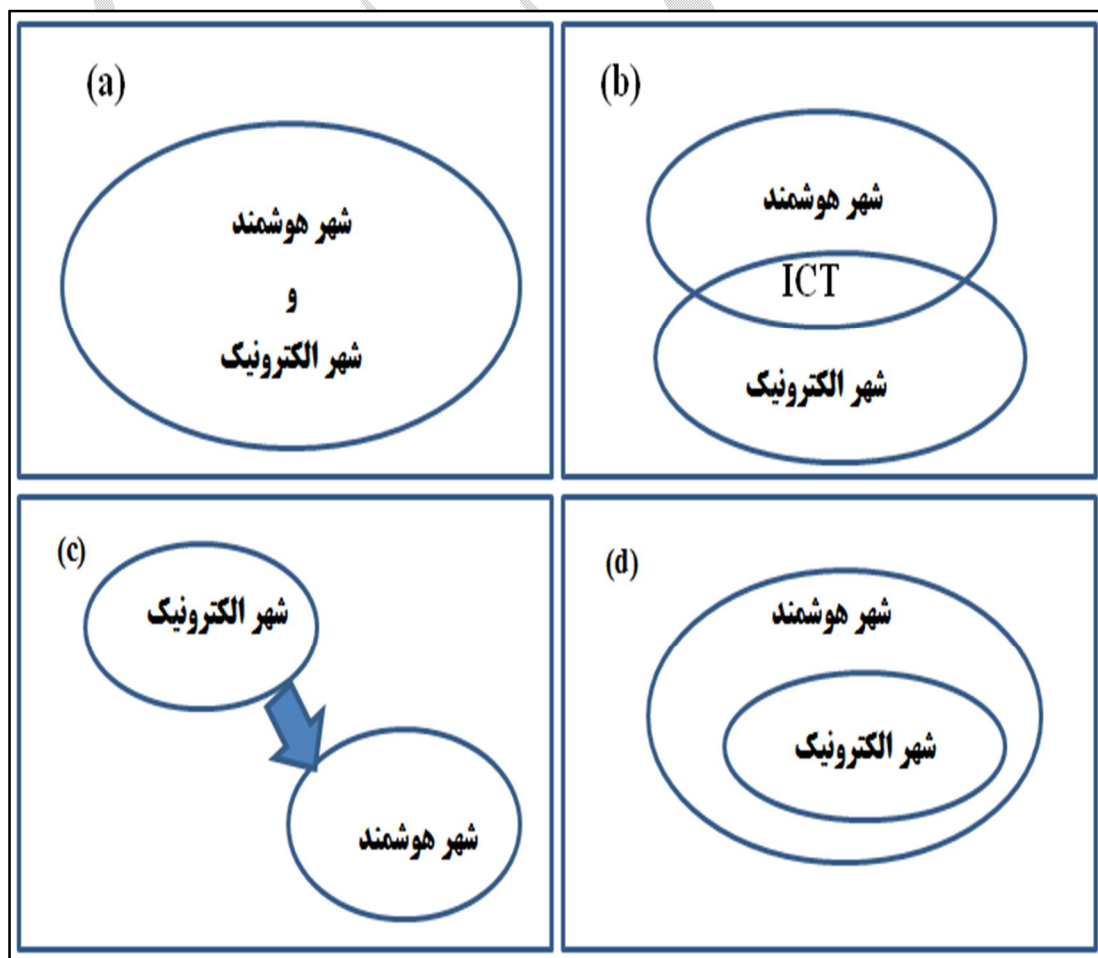 (a)
شهر هوشمند
و
شهر الکترونیک
(b)
شهر هوشمند
ICT
شهر الکترونیک
(c)
شهر الکترونیک
شهر هوشمند
(d)
شهر هوشمند
شهر الکترونیک